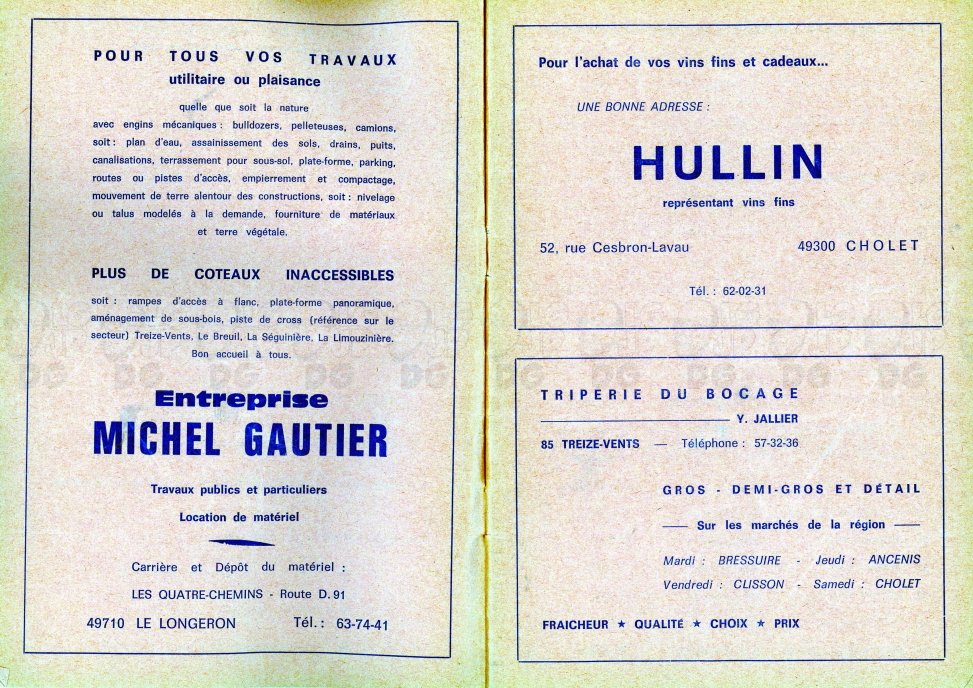 POUR TOUS VOS TRAVAUX
utilitaire ou plaisance
quelle que soit la nature
avec engins mécaniques : bulldozers, pelleteuses, camions,
soit : plan d'eau, assainissement des sols, drains, puits,
canalisations, terrassement pour sous-sol, plate-forme, parking,
routes ou pistes d'accès, empierrement et compactage,
mouvement de terre alentour des constructions, soit : nivelage
ou talus modelés à la demande, fourniture de matériaux
et terre végétale.
PLUS DE COTEAUX INACCESSIBLES
soit : rampes d'accès à flanc, plate-forme panoramique,
aménagement de sous-bois, piste de cross (référence sur le
secteur) Treize-Vents, Le Breuil, La Séguinière, La Limouzinière.
Bon accueil à tous.
Entreprise
MICHEL GAUTIER
Travaux publics et particuliers
Location de matériel
Carrière et Dépôt du matériel :
LES QUATRE-CHEMINS - Route D. 91
49710 LE LONGERON Tél. : 63-74-41
Pour l'achat de vos vins fins et cadeaux...
UNE BONNE ADRESSE :
HULLIN
représentant vins fins
52, rue Cesbron-Lavau 49300 CHOLET
Tél. : 62-02-31
TRIPERIE DU BOCAGE
Y. JALLIER
85 TREIZE-VENTS — Téléphone : 57-32-36
GROS - DEMI-GROS ET DÉTAIL
—— Sur les marchés de la région ——
Mardi : BRESSUIRE - Jeudi : ANCENIS
Vendredi : CLISSON - Samedi : CHOLET
FRAICHEUR ★ QUALITÉ ★ CHOIX ★ PRIX